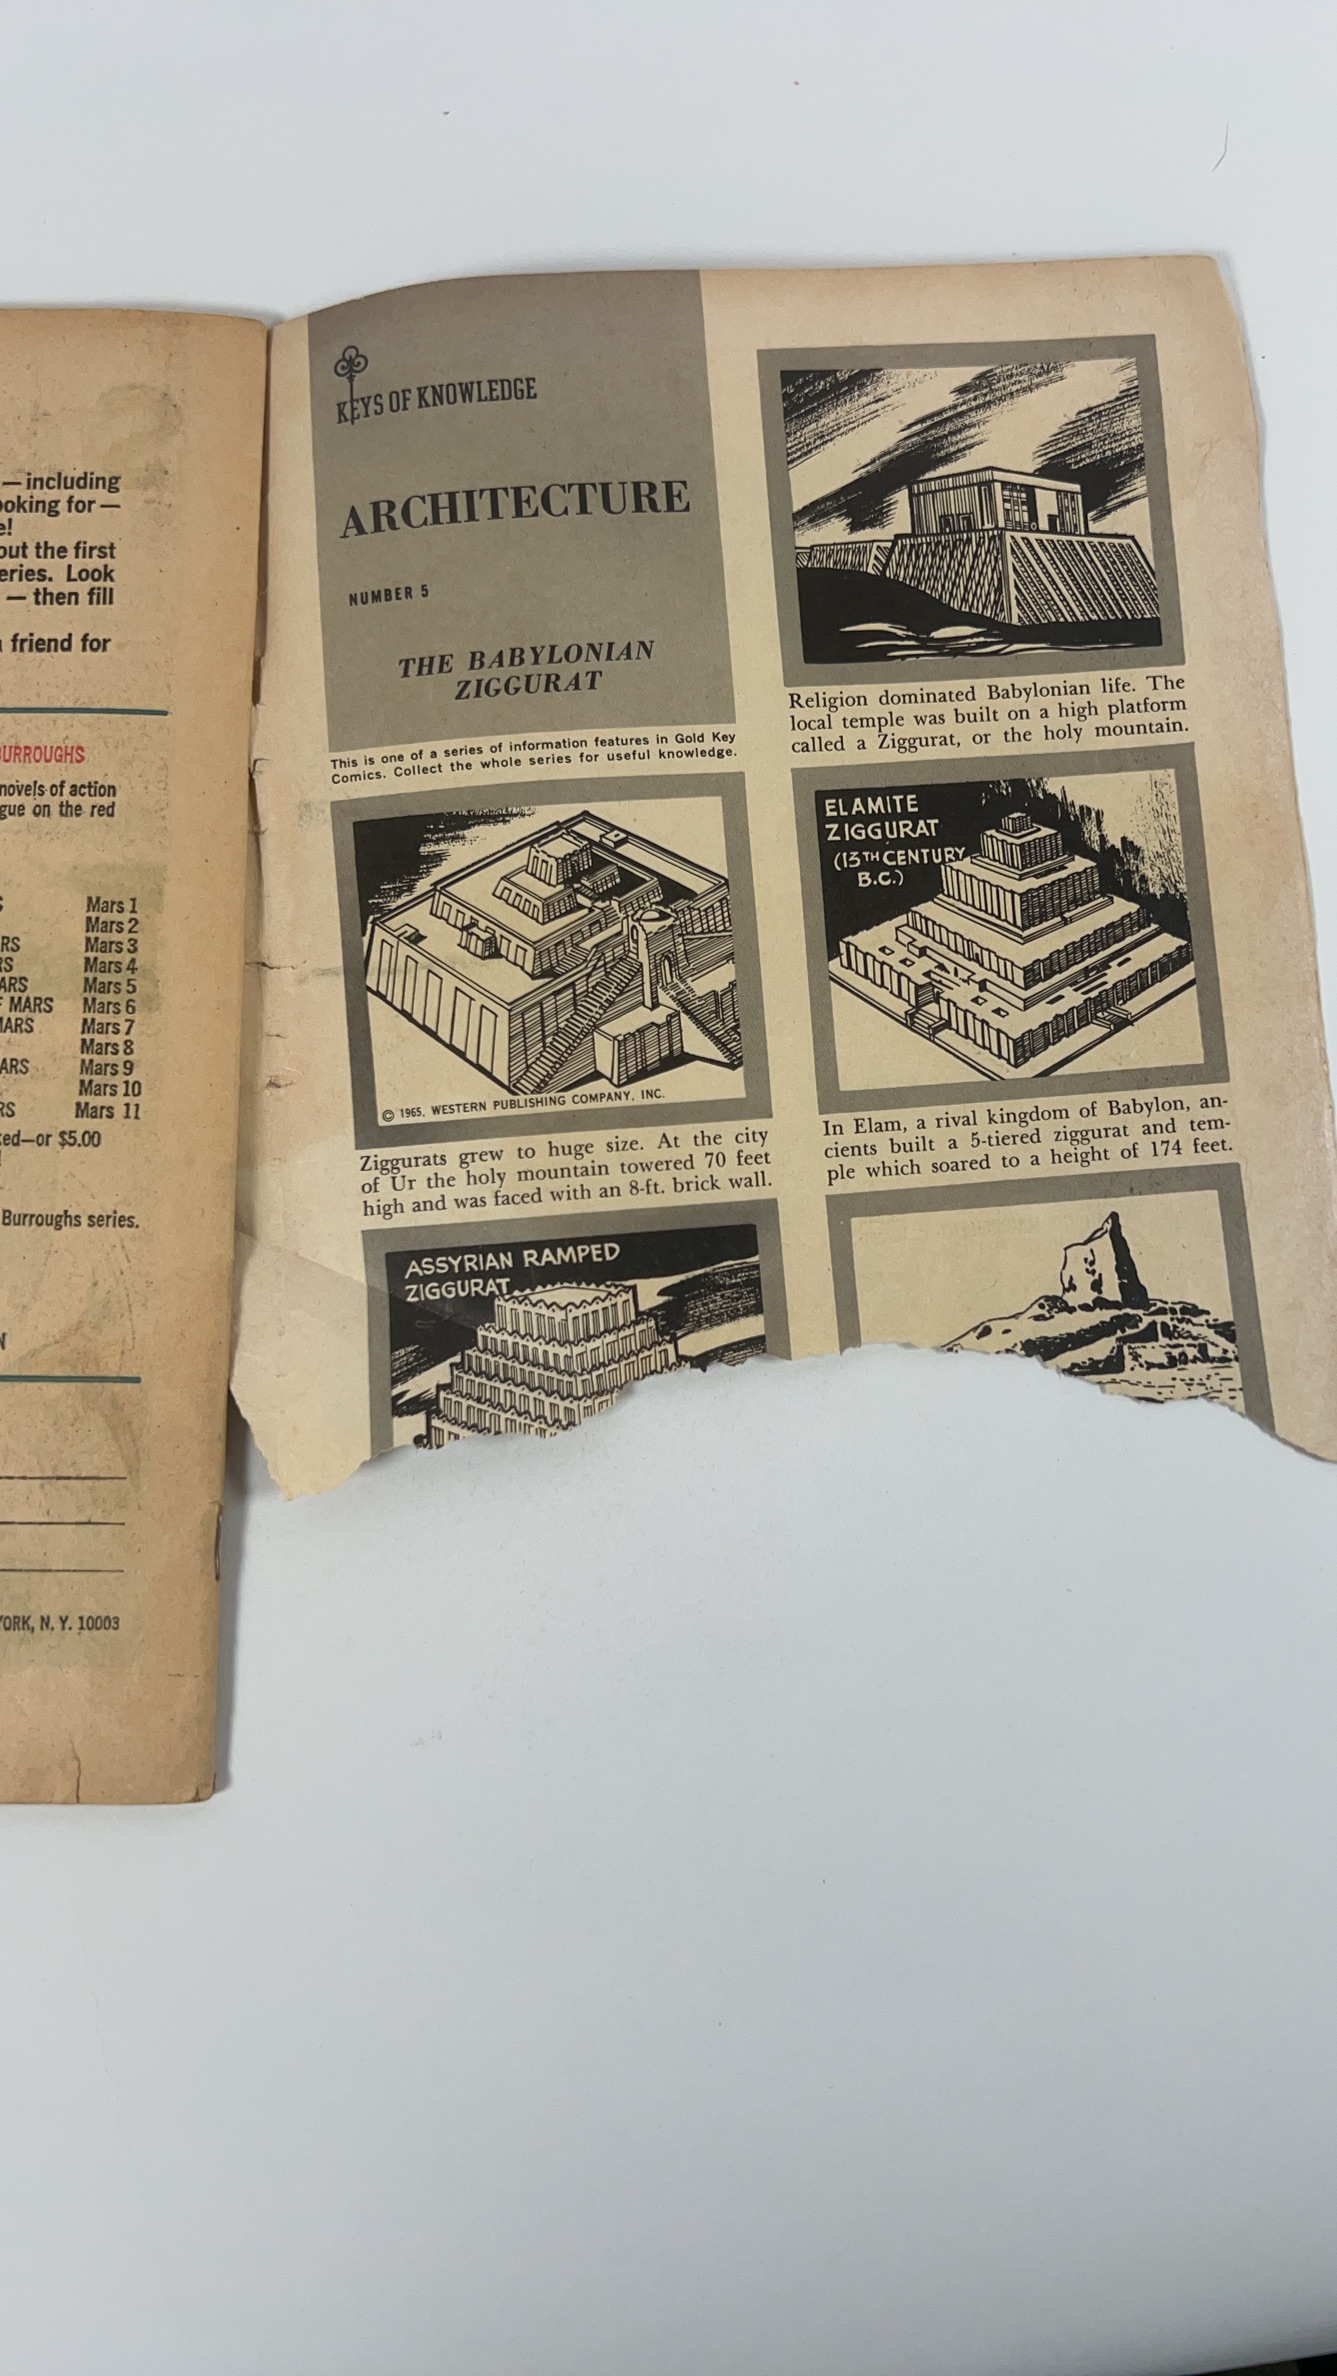 — including
ooking for —
e!
out the first
eries. Look
— then fill
friend for
BURROUGHS
novels of action
gue on the red
Mars 1
Mars 2
RS Mars 3
RS Mars 4
ARS Mars 5
F MARS Mars 6
MARS Mars 7
Mars 8
ARS Mars 9
Mars 10
RS Mars 11
ked—or $5.00
Burroughs series.
N
YORK, N. Y. 10003
KEYS OF KNOWLEDGE
ARCHITECTURE
NUMBER 5
THE BABYLONIAN
ZIGGURAT
This is one of a series of information features in Gold Key
Comics. Collect the whole series for useful knowledge.
Religion dominated Babylonian life. The
local temple was built on a high platform
called a Ziggurat, or the holy mountain.
© 1965, WESTERN PUBLISHING COMPANY, INC.
Ziggurats grew to huge size. At the city
of Ur the holy mountain towered 70 feet
high and was faced with an 8-ft. brick wall.
ELAMITE
ZIGGURAT
(13TH CENTURY
B.C.)
In Elam, a rival kingdom of Babylon, an-
cients built a 5-tiered ziggurat and tem-
ple which soared to a height of 174 feet.
ASSYRIAN RAMPED
ZIGGURAT